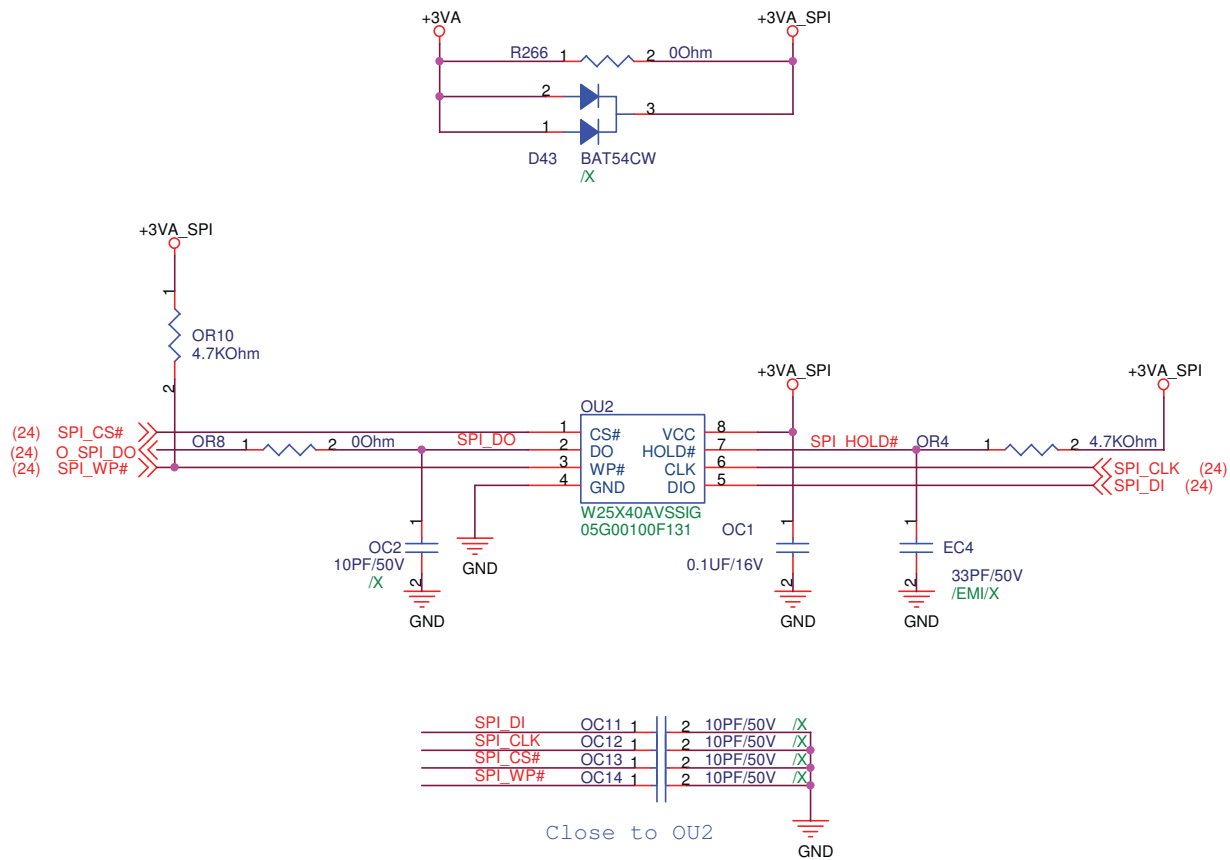 +3VA +3VA_SPI
R266 1 2 0Ohm
2
3
1
D43 BAT54CW
/X
+3VA_SPI
1
OR10
4.7KOhm
2
+3VA_SPI +3VA_SPI
OU2
(24) SPI_CS# 1 CS# VCC 8
(24) O_SPI_DO OR8 1 2 0Ohm SPI_DO 2 DO HOLD# 7 SPI_HOLD# OR4 1 2 4.7KOhm
(24) SPI_WP# 3 WP# CLK 6 SPI_CLK (24)
4 GND DIO 5 SPI_DI (24)
W25X40AVSSIG
05G00100F131
1 OC2 2
10PF/50V
/X
GND
GND
1 OC1 2
0.1UF/16V
GND
1 EC4 2
33PF/50V
/EMI/X
GND
SPI_DI OC11 1 2 10PF/50V /X
SPI_CLK OC12 1 2 10PF/50V /X
SPI_CS# OC13 1 2 10PF/50V /X
SPI_WP# OC14 1 2 10PF/50V /X
Close to OU2
GND